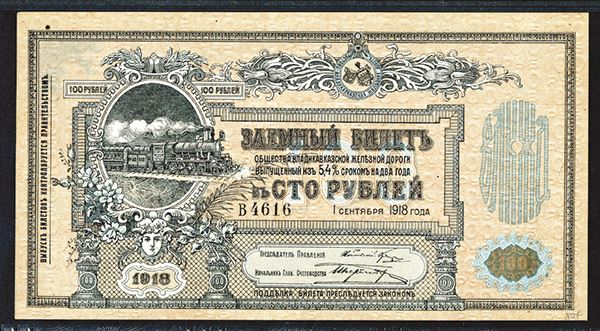 100 РУБЛЕЙ
100 РУБЛЕЙ
ВЫПУСКЪ БИЛЕТОВЪ КОНТРОЛИРУЕТСЯ ПРАВИТЕЛЬСТВОМЪ.
ЗАЕМНЫЙ БИЛЕТЪ
ОБЩЕСТВА ВЛАДИКАВКАЗСКОЙ ЖЕЛѢЗНОЙ ДОРОГИ
ВЫПУЩЕННЫЙ ИЗЪ 5,4% СРОКОМЪ НА ДВА ГОДА
въ СТО РУБЛЕЙ
В 4616
1 СЕНТЯБРЯ 1918 ГОДА
ПРЕДСѢДАТЕЛЬ ПРАВЛЕНІЯ
НАЧАЛЬНИКЪ ГЛАВ. СЧЕТОВОДСТВА
1918
100
100
100
ПОДДѢЛКА БИЛЕТА ПРЕСЛѢДУЕТСЯ ЗАКОНОМЪ